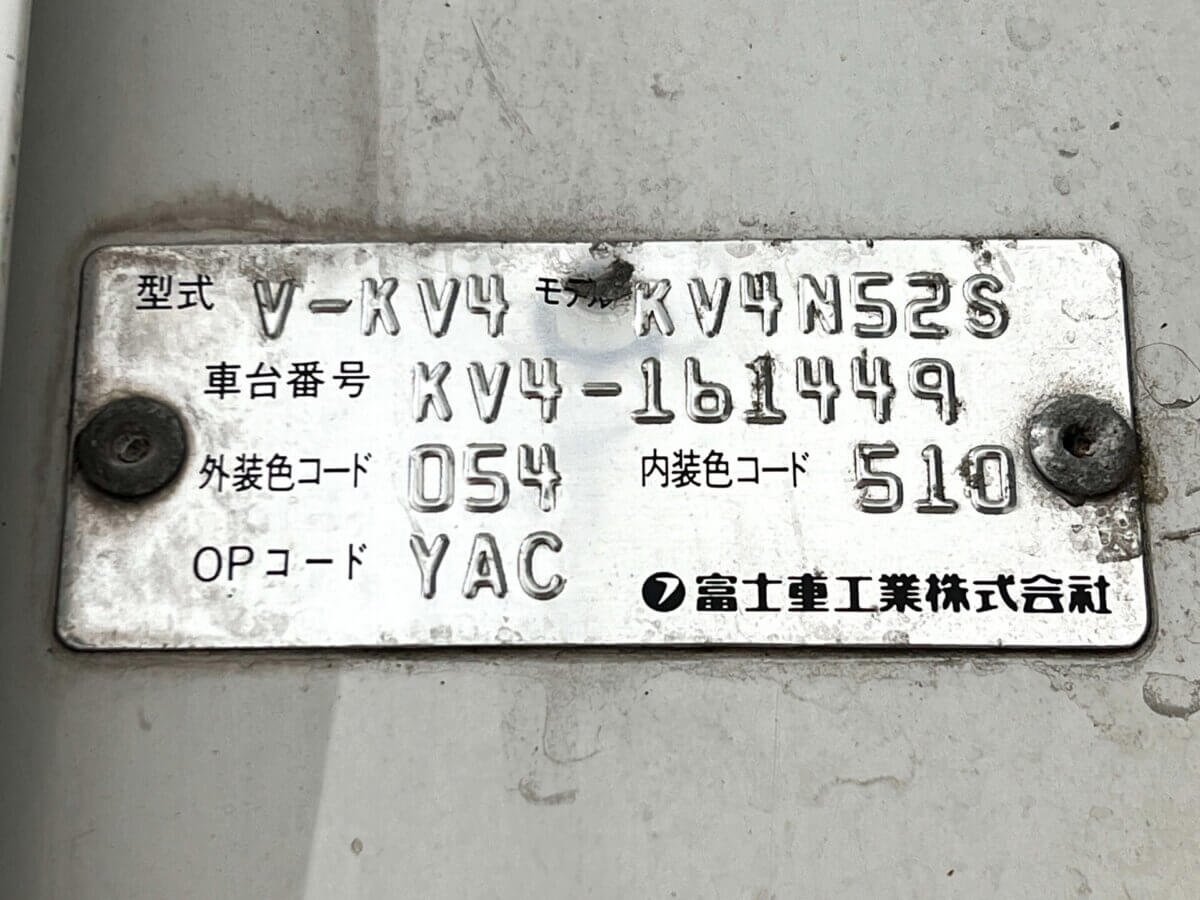 型式 V-KV4 モデル KV4N52S
車台番号 KV4-161449
外装色コード 054 内装色コード 510
OPコード YAC
フ 富士重工業株式会社